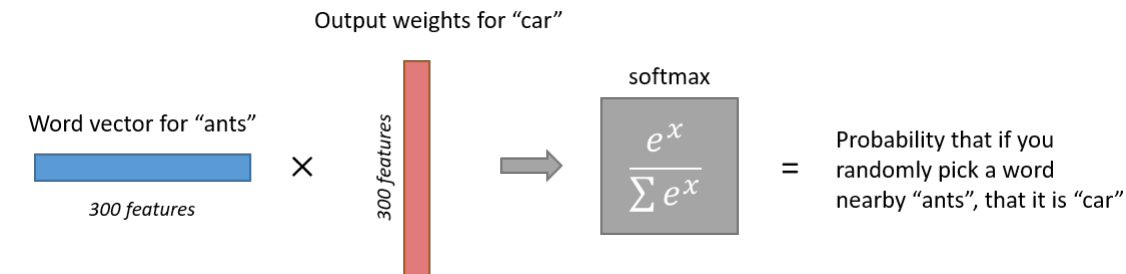 Output weights for “car”
softmax
Word vector for “ants”
300 features
×
300 features
e^x
∑ e^x
=
Probability that if you
randomly pick a word
nearby “ants”, that it is “car”